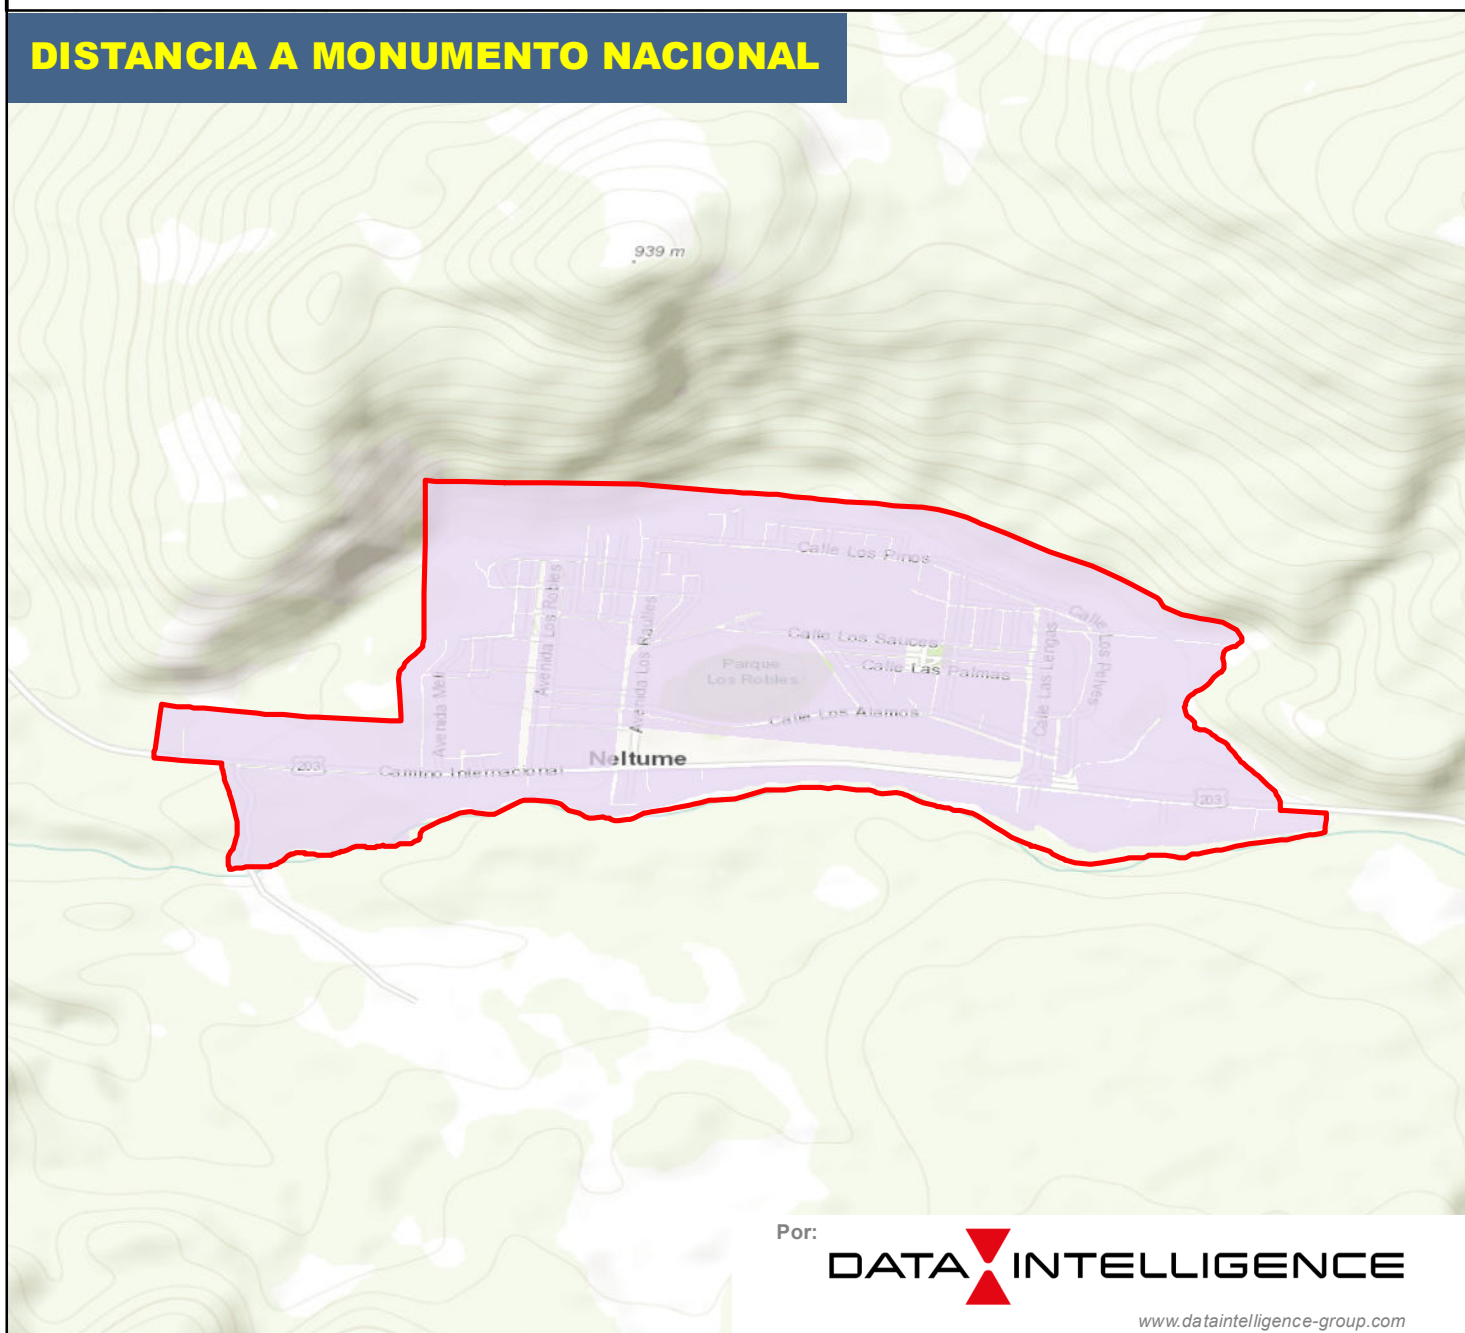 DISTANCIA A MONUMENTO NACIONAL
939 m
Calle Los Pinos
Avenida Los Robles
Avenida Los Raulíes
Calle Los Sauces
Calle Las Palmas
Parque
Los Robles
Calle Los Alamos
Calle Las Lengas
Calle Los Pelves
Avenida Mel
Neltume
203
Camino Internacional
203
Por:
DATA INTELLIGENCE
www.dataintelligence-group.com